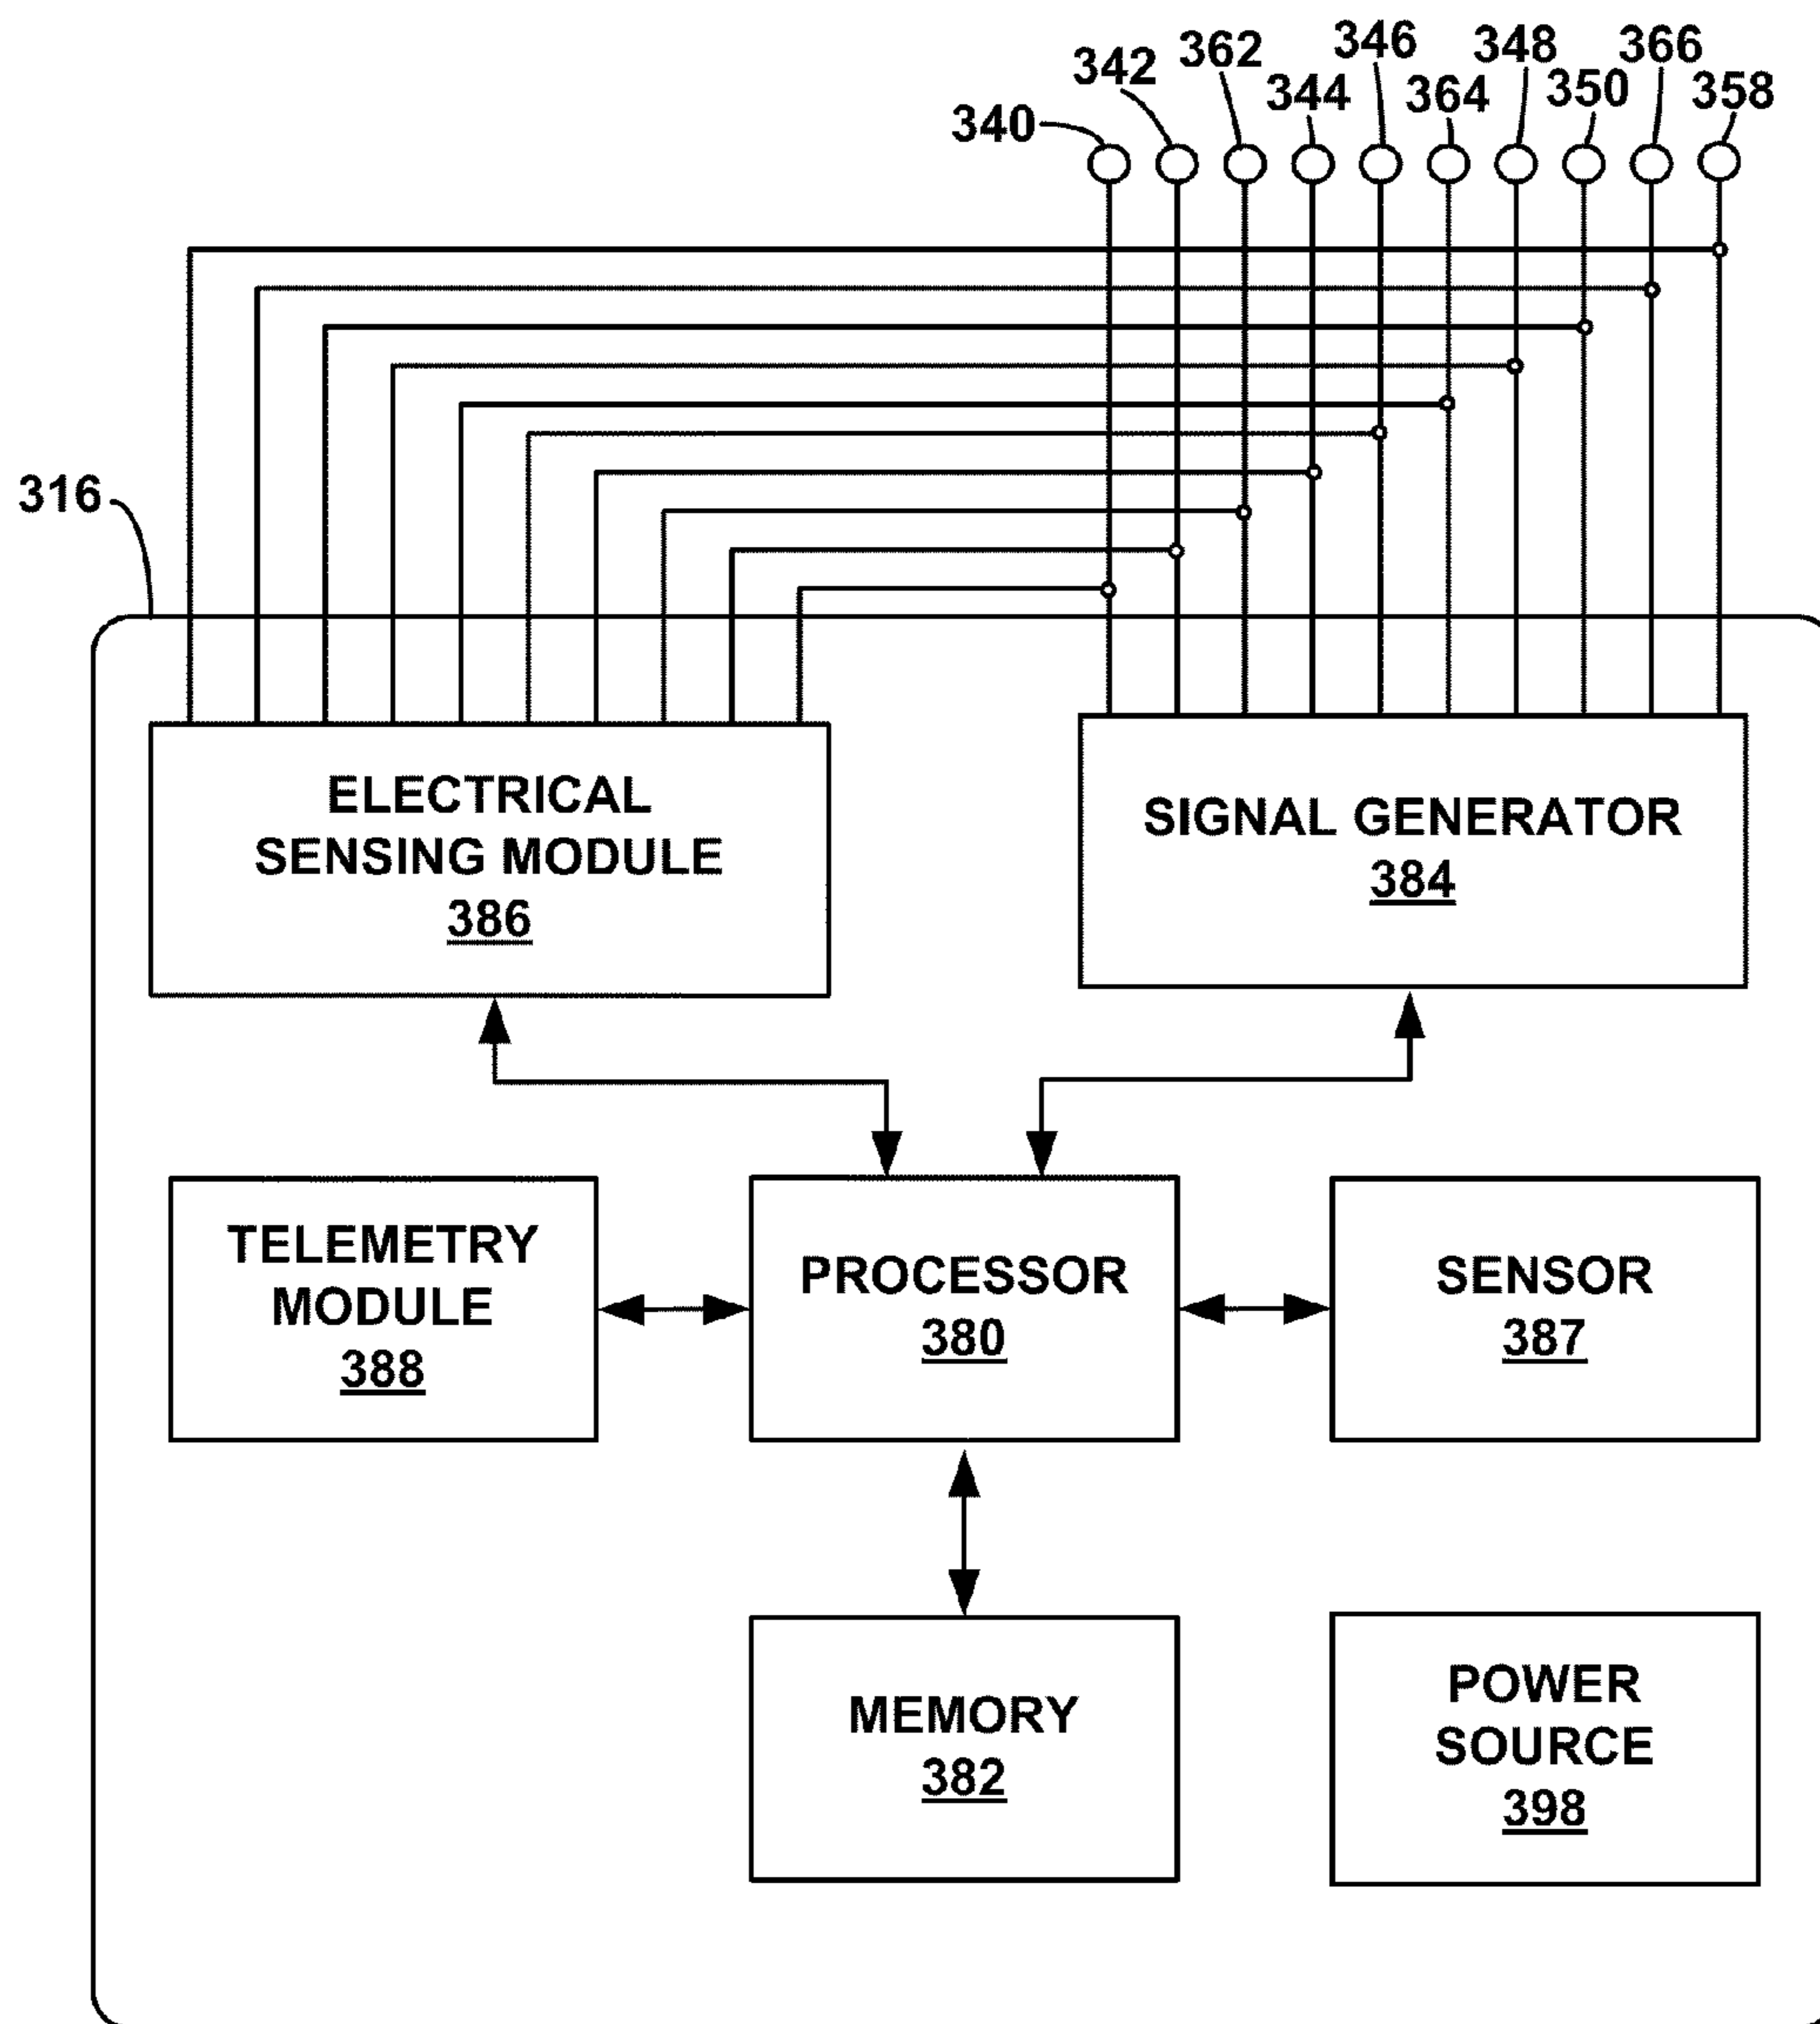 346 348 366
342 362
344 364 350 358
340
316
ELECTRICAL
SENSING MODULE
386
SIGNAL GENERATOR
384
TELEMETRY
MODULE
388
PROCESSOR
380
SENSOR
387
MEMORY
382
POWER
SOURCE
398